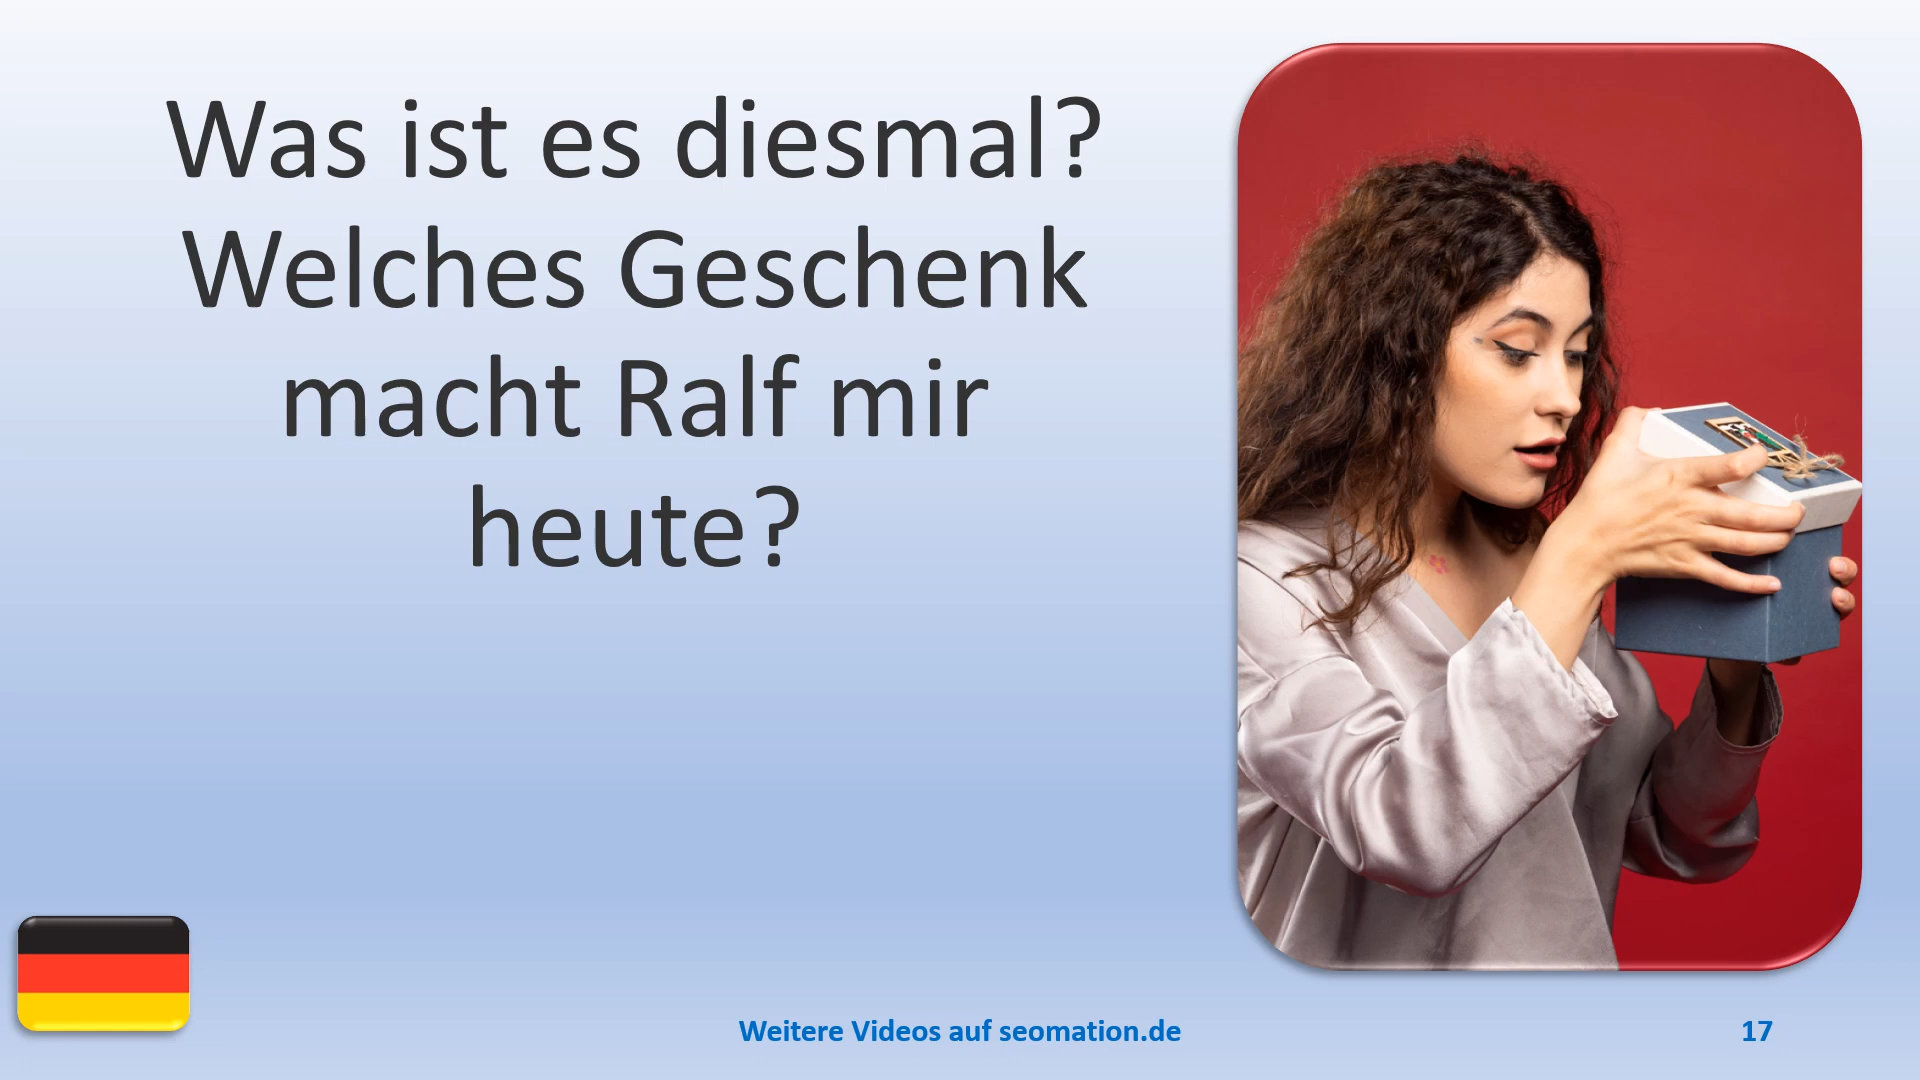 Was ist es diesmal?
Welches Geschenk
macht Ralf mir
heute?
Weitere Videos auf seomation.de
17